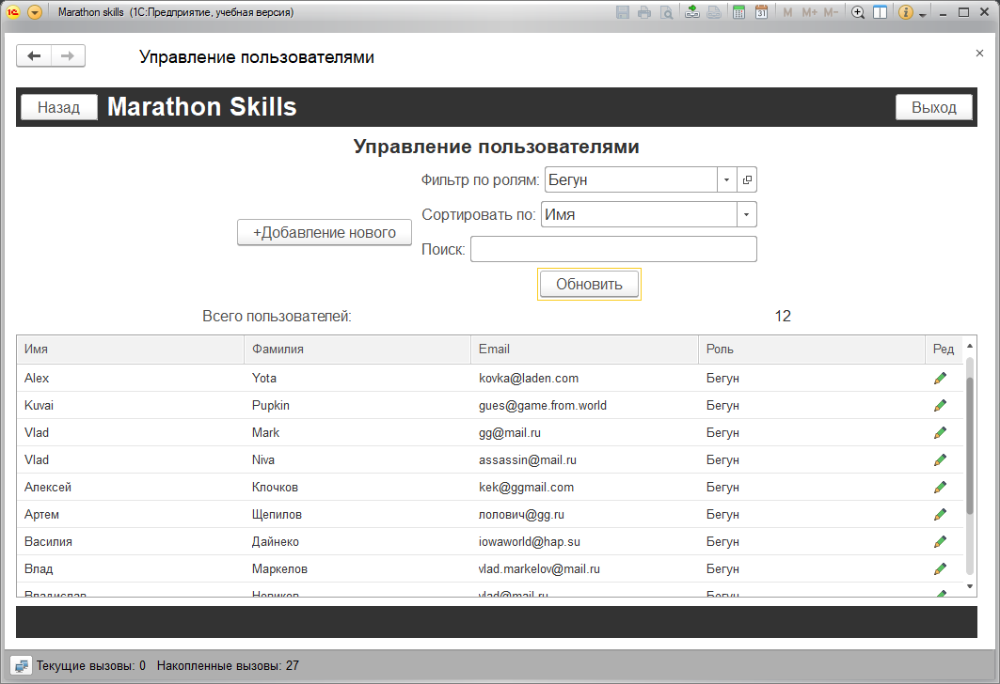 Marathon skills (1С:Предприятие, учебная версия)
31 M M+ M-
Управление пользователями
Назад Marathon Skills Выход
Управление пользователями
Фильтр по ролям: Бегун
Сортировать по: Имя
+Добавление нового
Поиск:
Обновить
Всего пользователей: 12
Имя Фамилия Email Роль Ред
Alex Yota kovka@laden.com Бегун
Kuvai Pupkin gues@game.from.world Бегун
Vlad Mark gg@mail.ru Бегун
Vlad Niva assassin@mail.ru Бегун
Алексей Клочков kek@ggmail.com Бегун
Артем Щепилов лолович@gg.ru Бегун
Василия Дайнеко iowaworld@hap.su Бегун
Влад Маркелов vlad.markelov@mail.ru Бегун
Владислав Новиков vlad@mail.ru Бегун
Текущие вызовы: 0 Накопленные вызовы: 27